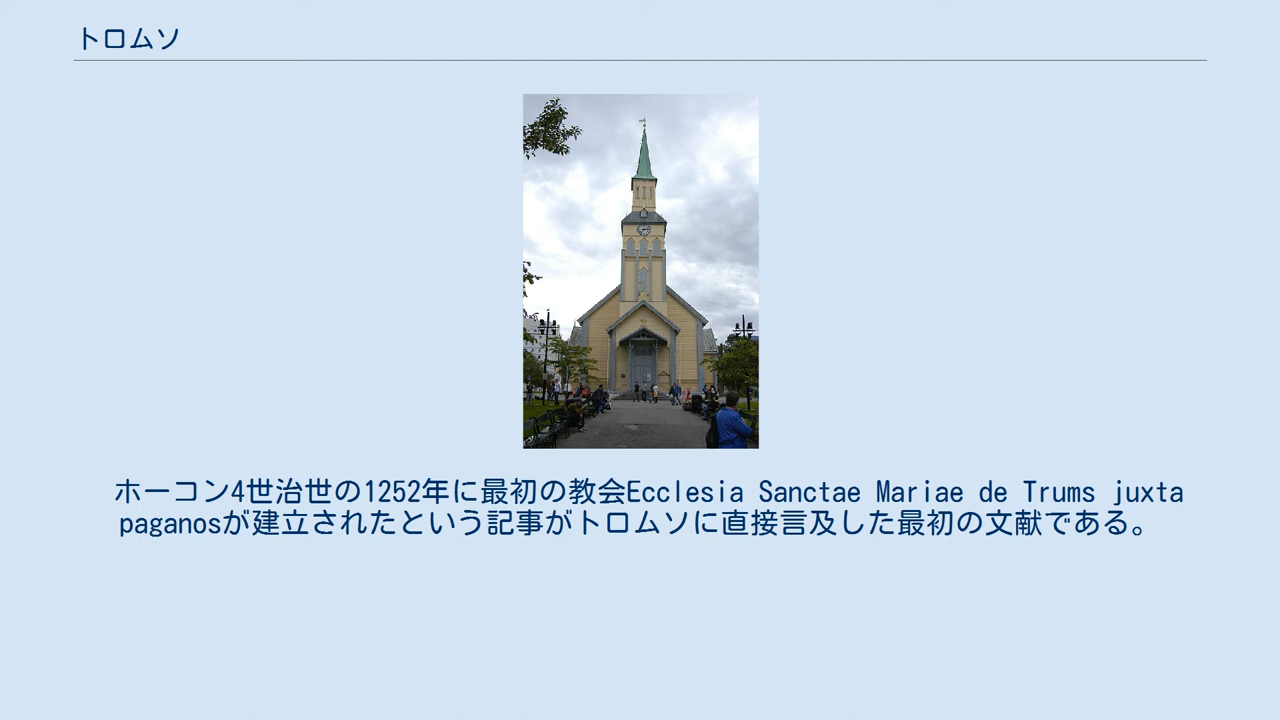 トロムソ
ホーコン4世治世の1252年に最初の教会Ecclesia Sanctae Mariae de Trums juxta
paganosが建立されたという記事がトロムソに直接言及した最初の文献である。